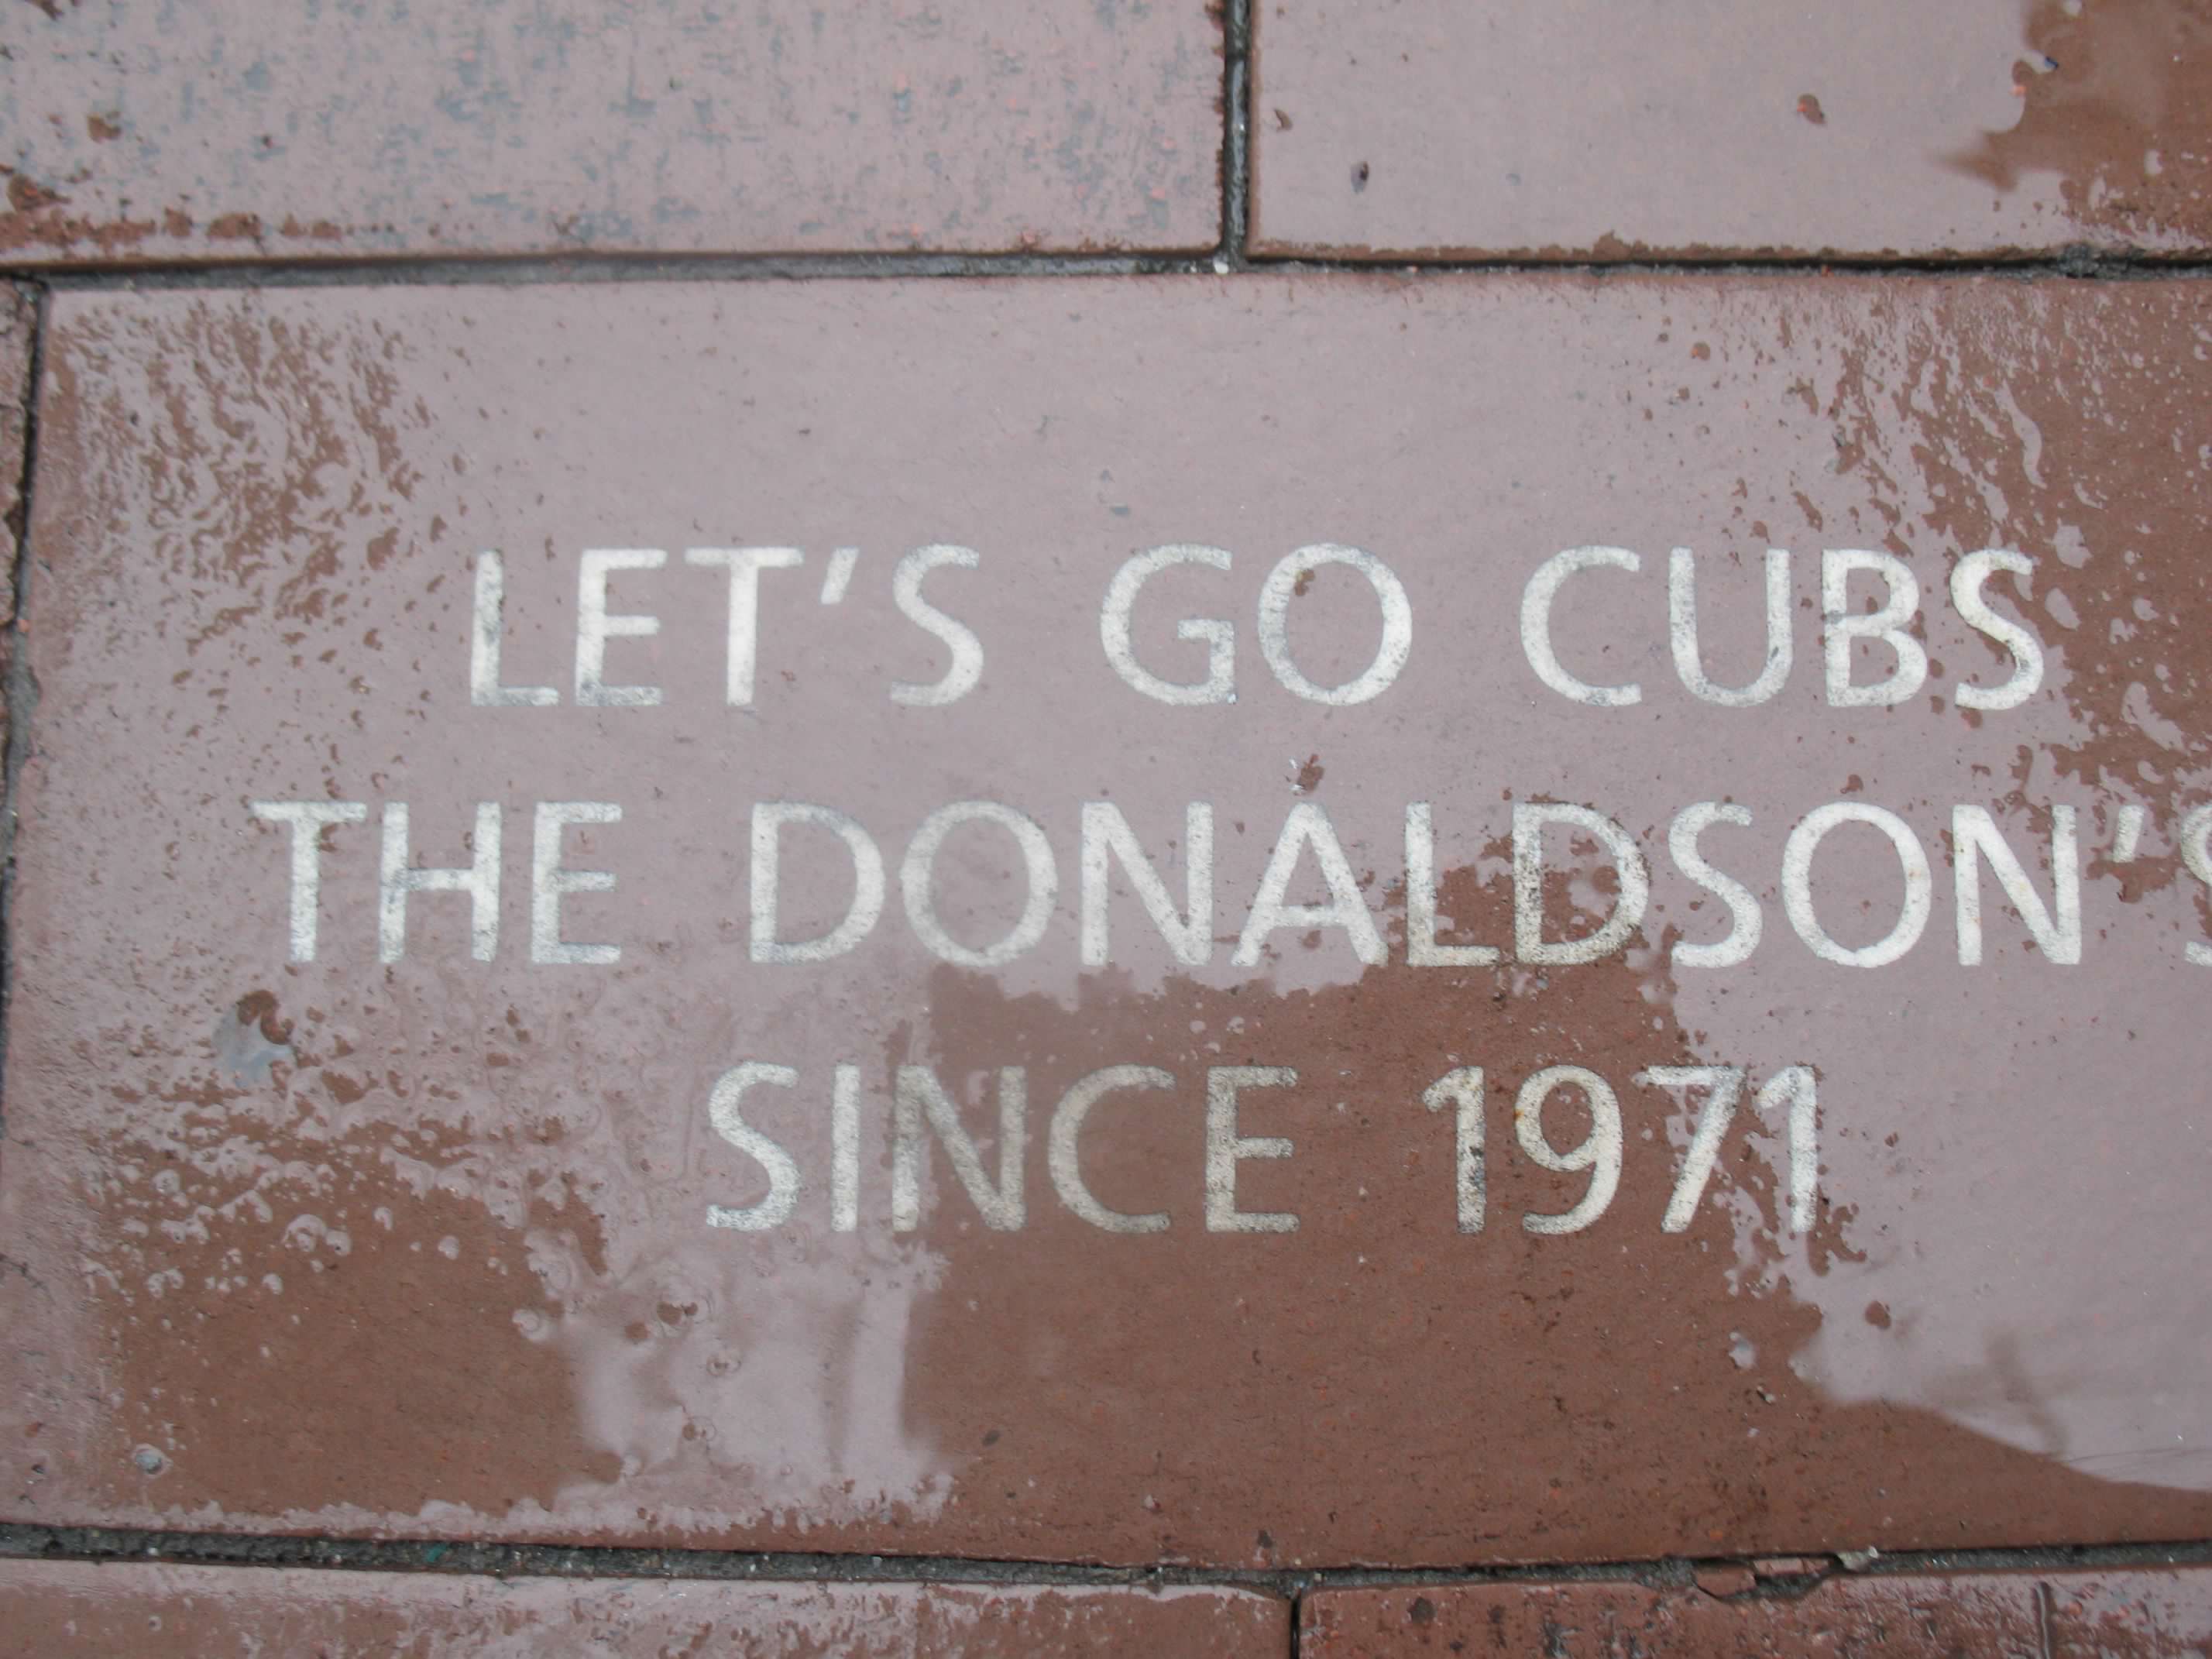 LET'S GO CUBS
THE DONALDSON'S
SINCE 1971